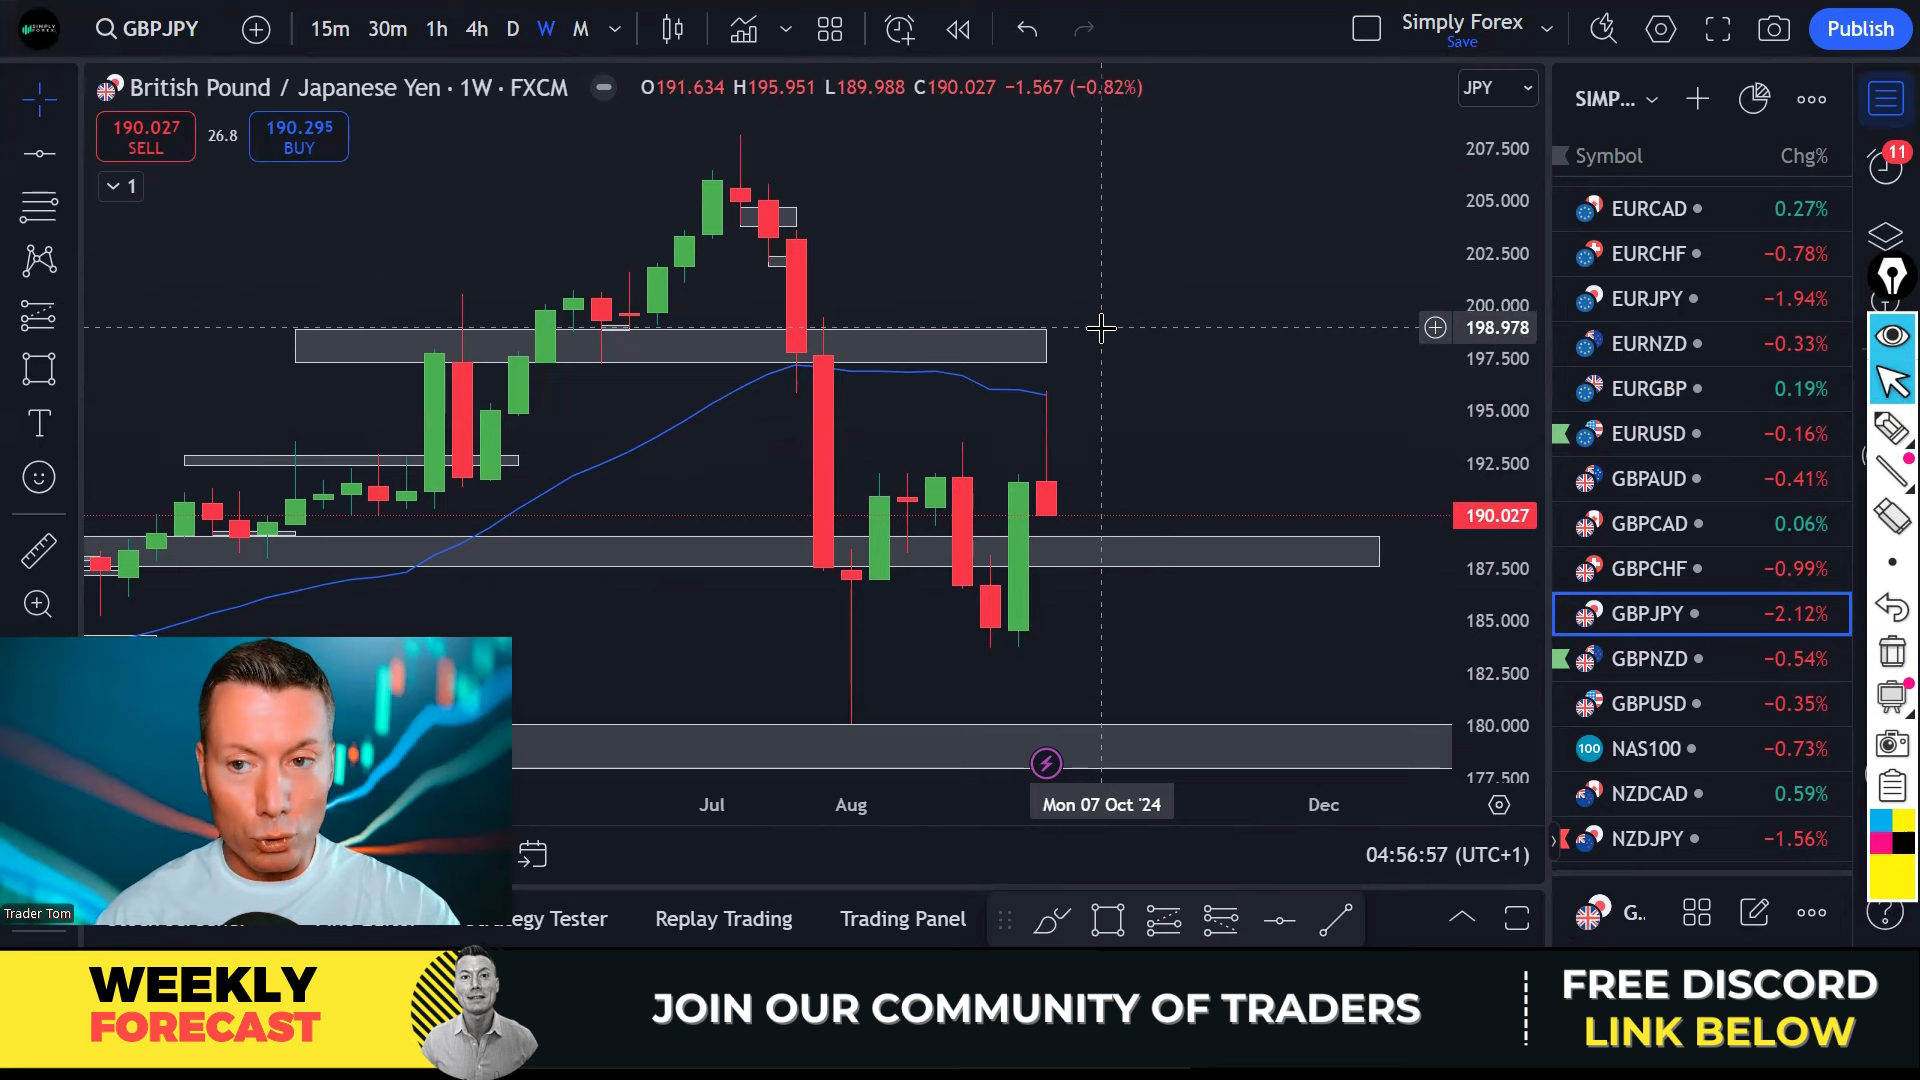 GBPJPY
15m 30m 1h 4h D W M
Simply Forex
Save
Publish
British Pound / Japanese Yen · 1W · FXCM
O191.634 H195.951 L189.988 C190.027 −1.567 (−0.82%)
JPY
190.027
SELL
26.8
190.295
BUY
1
207.500
205.000
202.500
200.000
198.978
197.500
195.000
192.500
190.027
187.500
185.000
182.500
180.000
177.500
Jul
Aug
Mon 07 Oct '24
Dec
04:56:57 (UTC+1)
Replay Trading
Trading Panel
SIMP...
11
Symbol Chg%
EURCAD 0.27%
EURCHF −0.78%
EURJPY −1.94%
EURNZD −0.33%
EURGBP 0.19%
EURUSD −0.16%
GBPAUD −0.41%
GBPCAD 0.06%
GBPCHF −0.99%
GBPJPY −2.12%
GBPNZD −0.54%
GBPUSD −0.35%
100 NAS100 −0.73%
NZDCAD 0.59%
NZDJPY −1.56%
G..
Trader Tom
WEEKLY
FORECAST
JOIN OUR COMMUNITY OF TRADERS
FREE DISCORD
LINK BELOW